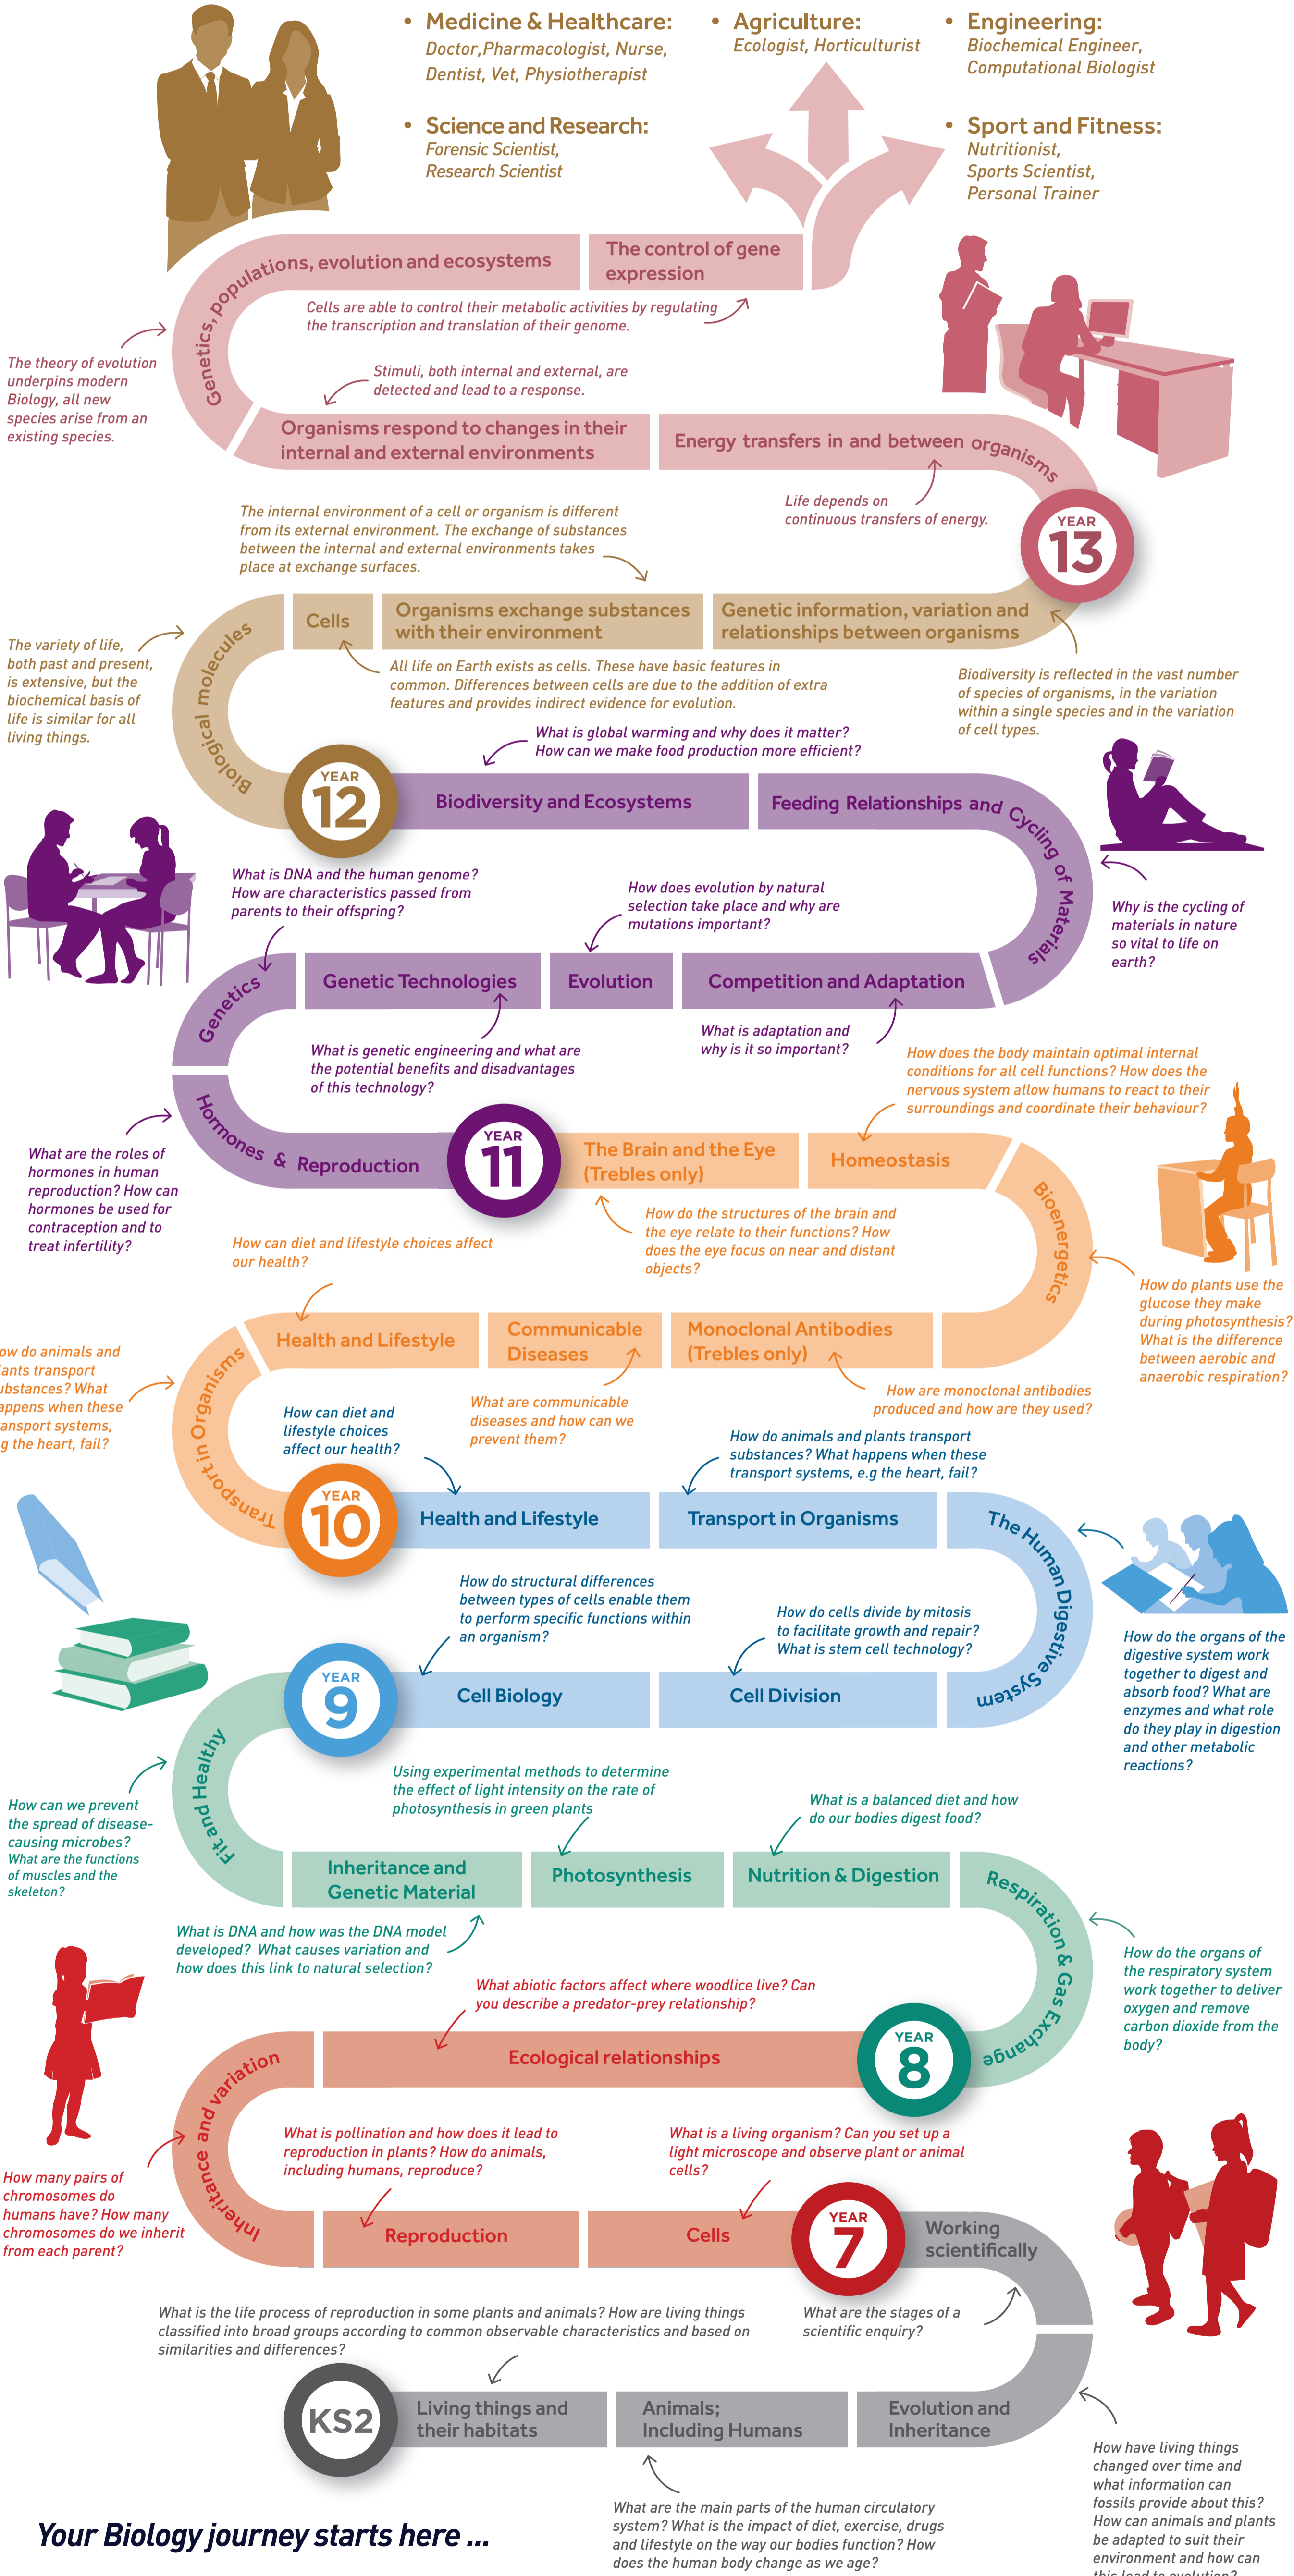 • Medicine & Healthcare:
Doctor,Pharmacologist, Nurse,
Dentist, Vet, Physiotherapist
• Agriculture:
Ecologist, Horticulturist
• Engineering:
Biochemical Engineer,
Computational Biologist
• Science and Research:
Forensic Scientist,
Research Scientist
• Sport and Fitness:
Nutritionist,
Sports Scientist,
Personal Trainer
Genetics, populations, evolution and ecosystems
The control of gene
expression
Cells are able to control their metabolic activities by regulating
the transcription and translation of their genome.
The theory of evolution
underpins modern
Biology, all new
species arise from an
existing species.
Stimuli, both internal and external, are
detected and lead to a response.
Organisms respond to changes in their
internal and external environments
Energy transfers in and between organisms
Life depends on
continuous transfers of energy.
YEAR
13
The internal environment of a cell or organism is different
from its external environment. The exchange of substances
between the internal and external environments takes
place at exchange surfaces.
Biological molecules
Cells
Organisms exchange substances
with their environment
Genetic information, variation and
relationships between organisms
The variety of life,
both past and present,
is extensive, but the
biochemical basis of
life is similar for all
living things.
All life on Earth exists as cells. These have basic features in
common. Differences between cells are due to the addition of extra
features and provides indirect evidence for evolution.
Biodiversity is reflected in the vast number
of species of organisms, in the variation
within a single species and in the variation
of cell types.
What is global warming and why does it matter?
How can we make food production more efficient?
YEAR
12
Biodiversity and Ecosystems
Feeding Relationships and Cycling of Materials
What is DNA and the human genome?
How are characteristics passed from
parents to their offspring?
How does evolution by natural
selection take place and why are
mutations important?
Why is the cycling of
materials in nature
so vital to life on
earth?
Genetics
Genetic Technologies
Evolution
Competition and Adaptation
What is genetic engineering and what are
the potential benefits and disadvantages
of this technology?
What is adaptation and
why is it so important?
How does the body maintain optimal internal
conditions for all cell functions? How does the
nervous system allow humans to react to their
surroundings and coordinate their behaviour?
Hormones & Reproduction
YEAR
11
The Brain and the Eye
(Trebles only)
Homeostasis
Bioenergetics
What are the roles of
hormones in human
reproduction? How can
hormones be used for
contraception and to
treat infertility?
How do the structures of the brain and
the eye relate to their functions? How
does the eye focus on near and distant
objects?
How can diet and lifestyle choices affect
our health?
How do plants use the
glucose they make
during photosynthesis?
What is the difference
between aerobic and
anaerobic respiration?
Transport in Organisms
Health and Lifestyle
Communicable
Diseases
Monoclonal Antibodies
(Trebles only)
ow do animals and
lants transport
ubstances? What
appens when these
ansport systems,
g the heart, fail?
What are communicable
diseases and how can we
prevent them?
How are monoclonal antibodies
produced and how are they used?
How can diet and
lifestyle choices
affect our health?
How do animals and plants transport
substances? What happens when these
transport systems, e.g the heart, fail?
YEAR
10
Health and Lifestyle
Transport in Organisms
The Human Digestive System
How do structural differences
between types of cells enable them
to perform specific functions within
an organism?
How do cells divide by mitosis
to facilitate growth and repair?
What is stem cell technology?
How do the organs of the
digestive system work
together to digest and
absorb food? What are
enzymes and what role
do they play in digestion
and other metabolic
reactions?
YEAR
9
Cell Biology
Cell Division
Fit and Healthy
Using experimental methods to determine
the effect of light intensity on the rate of
photosynthesis in green plants
What is a balanced diet and how
do our bodies digest food?
How can we prevent
the spread of disease-
causing microbes?
What are the functions
of muscles and the
skeleton?
Inheritance and
Genetic Material
Photosynthesis
Nutrition & Digestion
Respiration & Gas Exchange
What is DNA and how was the DNA model
developed? What causes variation and
how does this link to natural selection?
How do the organs of
the respiratory system
work together to deliver
oxygen and remove
carbon dioxide from the
body?
What abiotic factors affect where woodlice live? Can
you describe a predator-prey relationship?
Inheritance and variation
Ecological relationships
YEAR
8
What is pollination and how does it lead to
reproduction in plants? How do animals,
including humans, reproduce?
What is a living organism? Can you set up a
light microscope and observe plant or animal
cells?
How many pairs of
chromosomes do
humans have? How many
chromosomes do we inherit
from each parent?
Reproduction
Cells
YEAR
7
Working
scientifically
What is the life process of reproduction in some plants and animals? How are living things
classified into broad groups according to common observable characteristics and based on
similarities and differences?
What are the stages of a
scientific enquiry?
KS2
Living things and
their habitats
Animals;
Including Humans
Evolution and
Inheritance
How have living things
changed over time and
what information can
fossils provide about this?
How can animals and plants
be adapted to suit their
environment and how can
this lead to evolution?
What are the main parts of the human circulatory
system? What is the impact of diet, exercise, drugs
and lifestyle on the way our bodies function? How
does the human body change as we age?
Your Biology journey starts here ...